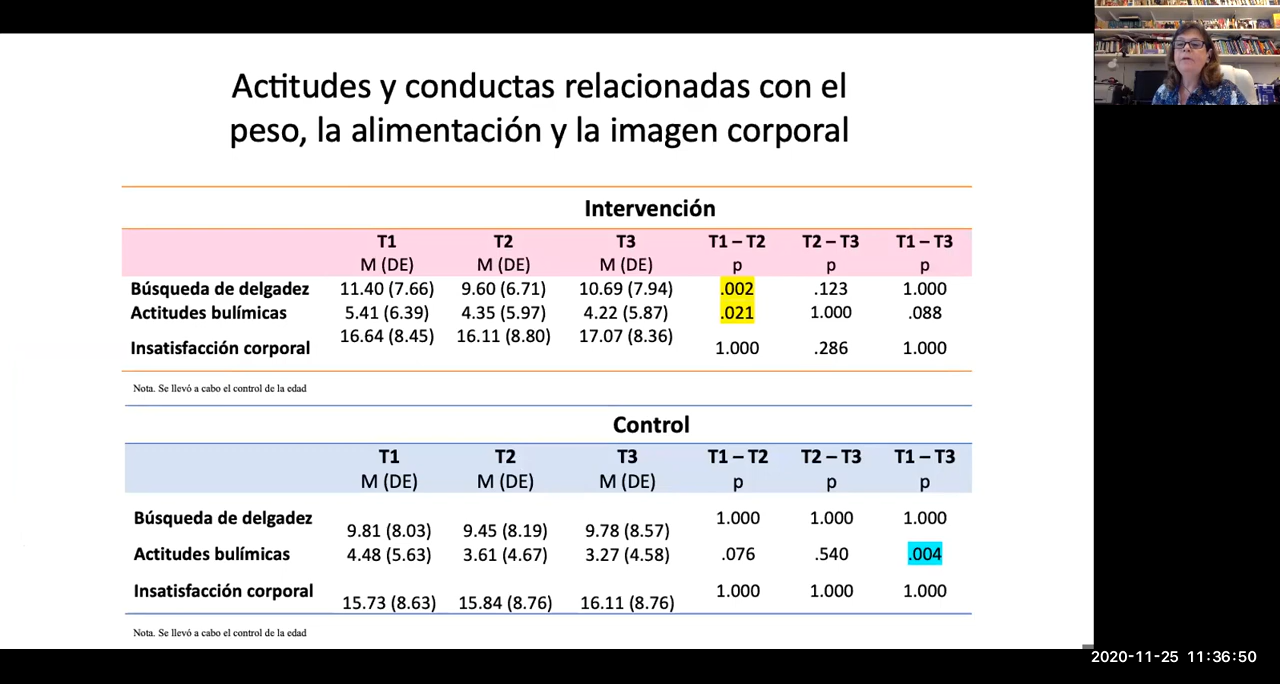 Actitudes y conductas relacionadas con el
peso, la alimentación y la imagen corporal
Intervención
T1 T2 T3 T1 – T2 T2 – T3 T1 – T3
M (DE) M (DE) M (DE) p p p
Búsqueda de delgadez 11.40 (7.66) 9.60 (6.71) 10.69 (7.94) .002 .123 1.000
Actitudes bulímicas 5.41 (6.39) 4.35 (5.97) 4.22 (5.87) .021 1.000 .088
Insatisfacción corporal 16.64 (8.45) 16.11 (8.80) 17.07 (8.36) 1.000 .286 1.000
Nota. Se llevó a cabo el control de la edad
Control
T1 T2 T3 T1 – T2 T2 – T3 T1 – T3
M (DE) M (DE) M (DE) p p p
Búsqueda de delgadez 9.81 (8.03) 9.45 (8.19) 9.78 (8.57) 1.000 1.000 1.000
Actitudes bulímicas 4.48 (5.63) 3.61 (4.67) 3.27 (4.58) .076 .540 .004
Insatisfacción corporal 15.73 (8.63) 15.84 (8.76) 16.11 (8.76) 1.000 1.000 1.000
Nota. Se llevó a cabo el control de la edad
2020-11-25 11:36:50